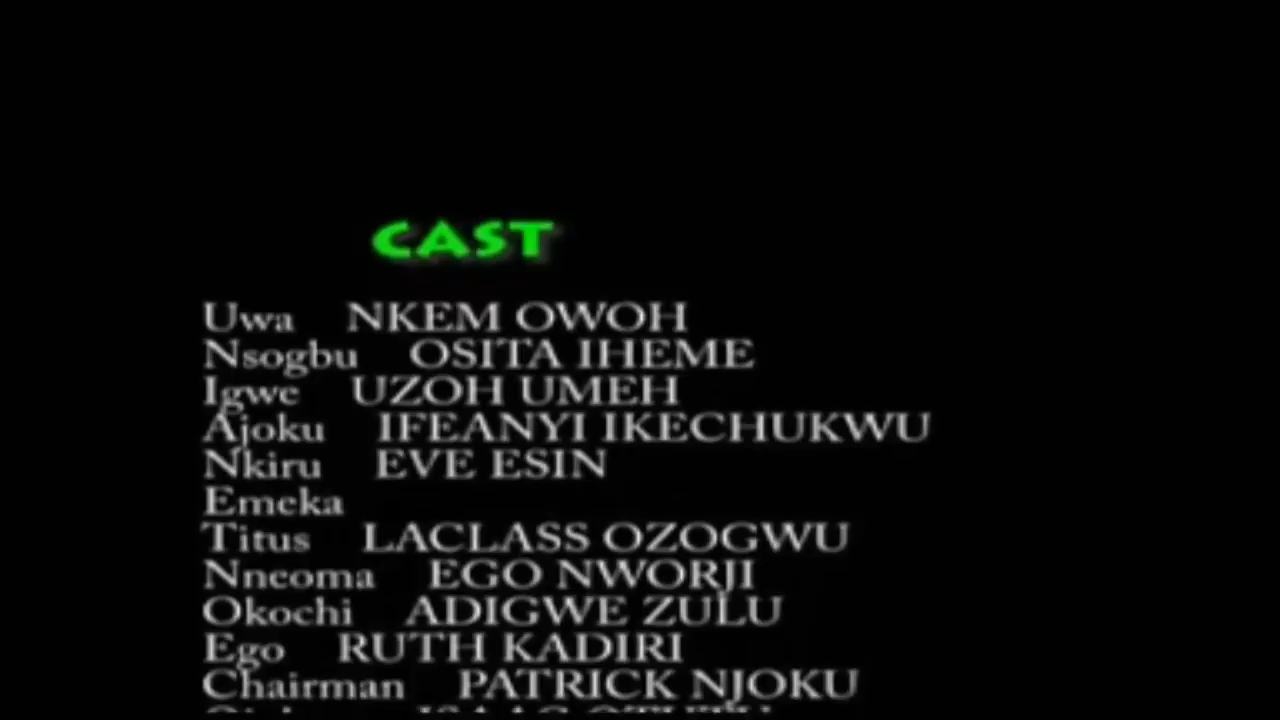 CAST
Uwa NKEM OWOH
Nsogbu OSITA IHEME
Igwe UZOH UMEH
Ajoku IFEANYI IKECHUKWU
Nkiru EVE ESIN
Emeka
Titus LACLASS OZOGWU
Nneoma EGO NWORJI
Okochi ADIGWE ZULU
Ego RUTH KADIRI
Chairman PATRICK NJOKU